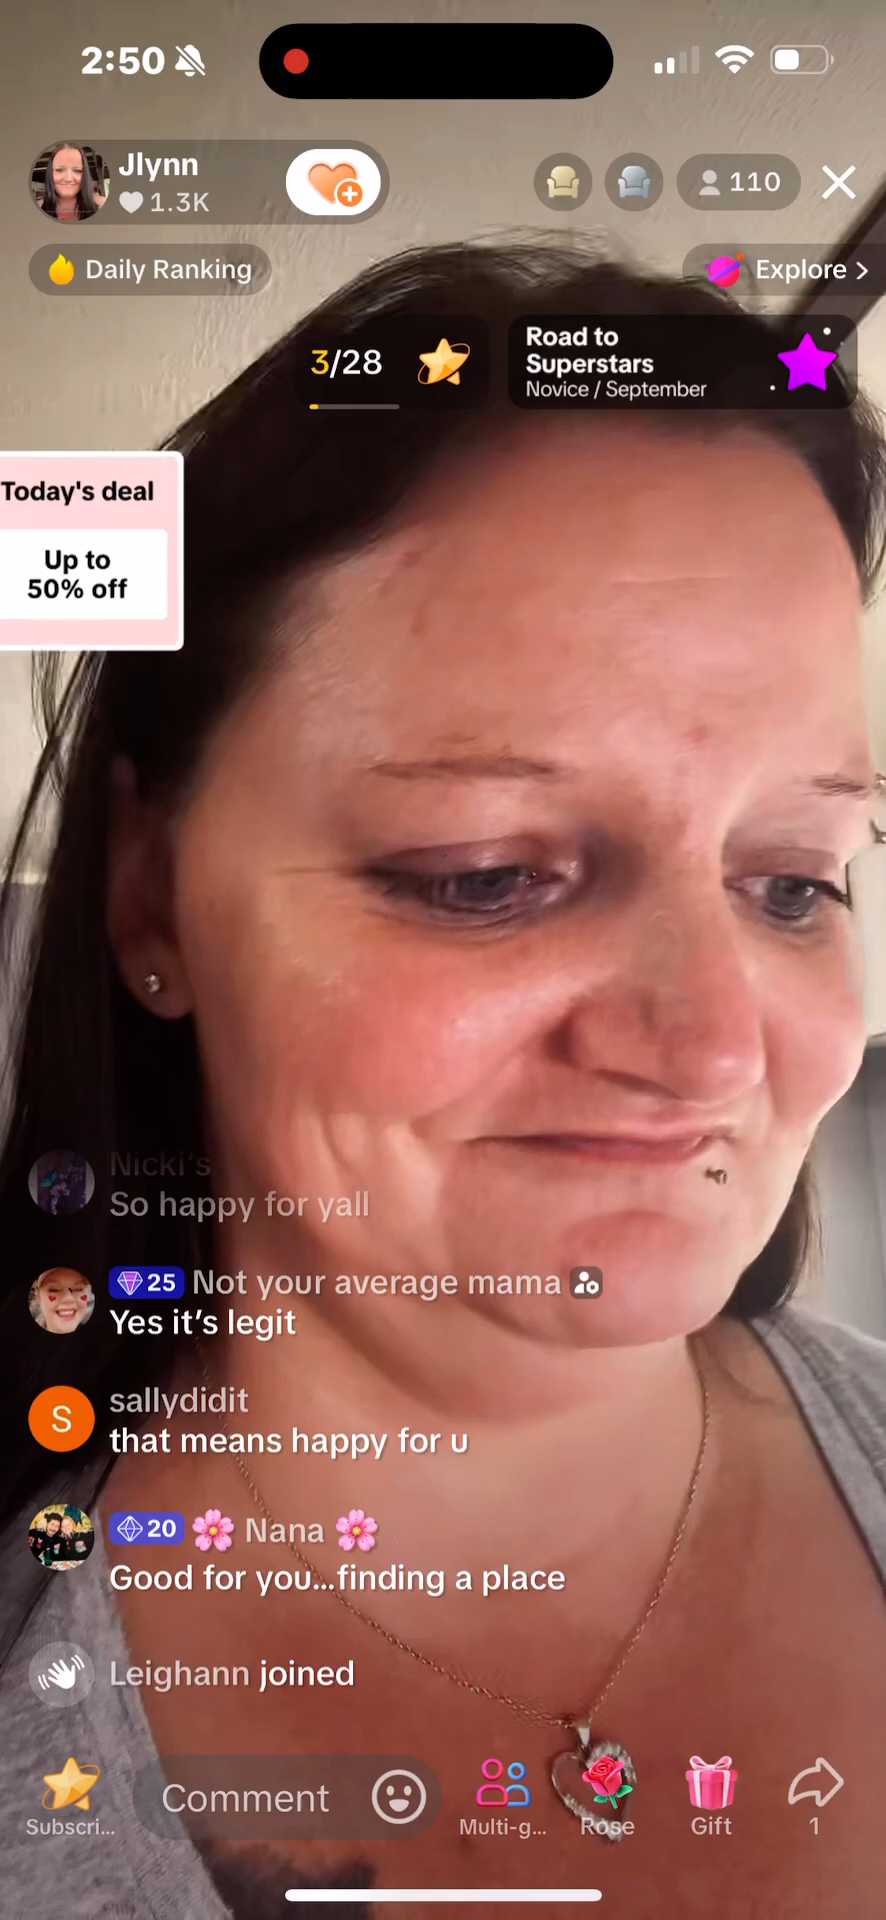 2:50
Jlynn
1.3K
110
Daily Ranking
Explore >
3/28
Road to
Superstars
Novice / September
Today's deal
Up to
50% off
Nicki's
So happy for yall
25 Not your average mama
Yes it's legit
S
sallydidit
that means happy for u
20 🌸 Nana 🌸
Good for you...finding a place
Leighann joined
Comment
Subscri...
Multi-g...
Rose
Gift
1